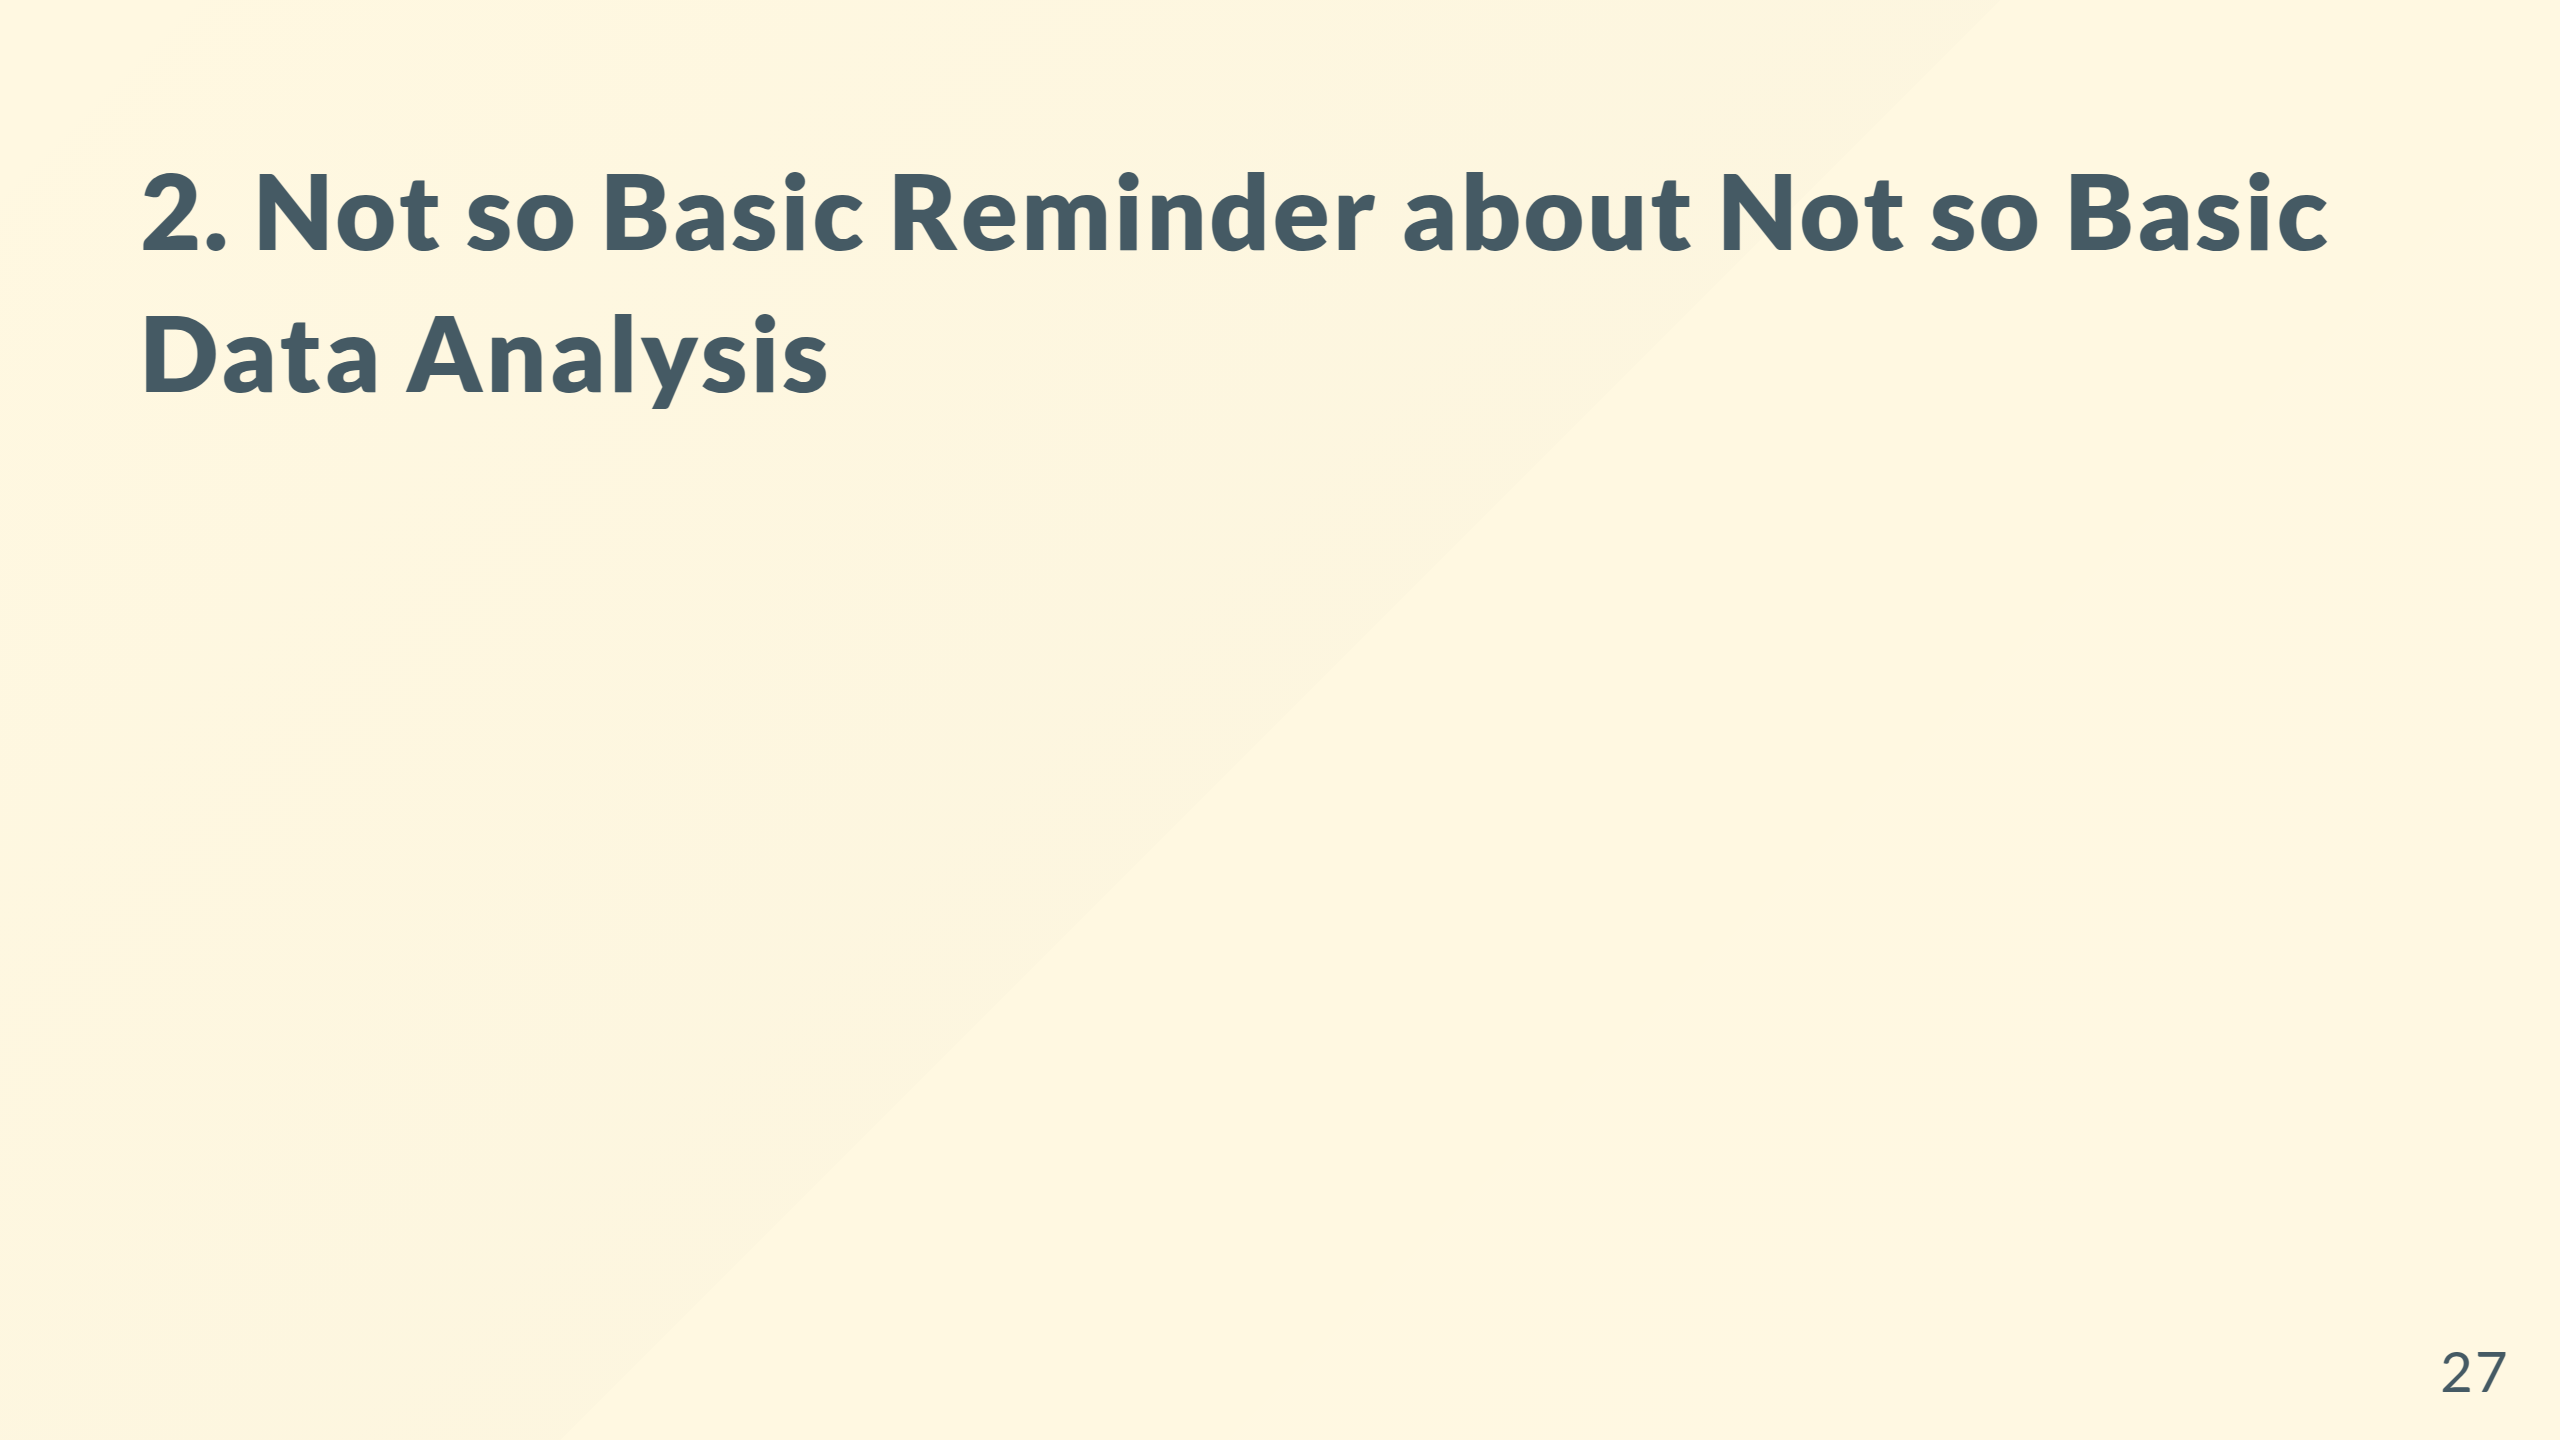 2. Not so Basic Reminder about Not so Basic
Data Analysis
27